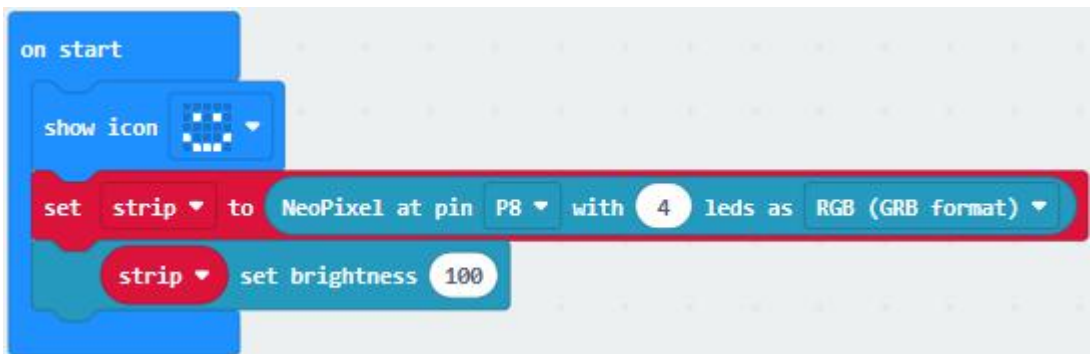 on start
show icon
set strip to NeoPixel at pin P8 with 4 leds as RGB (GRB format)
strip set brightness 100